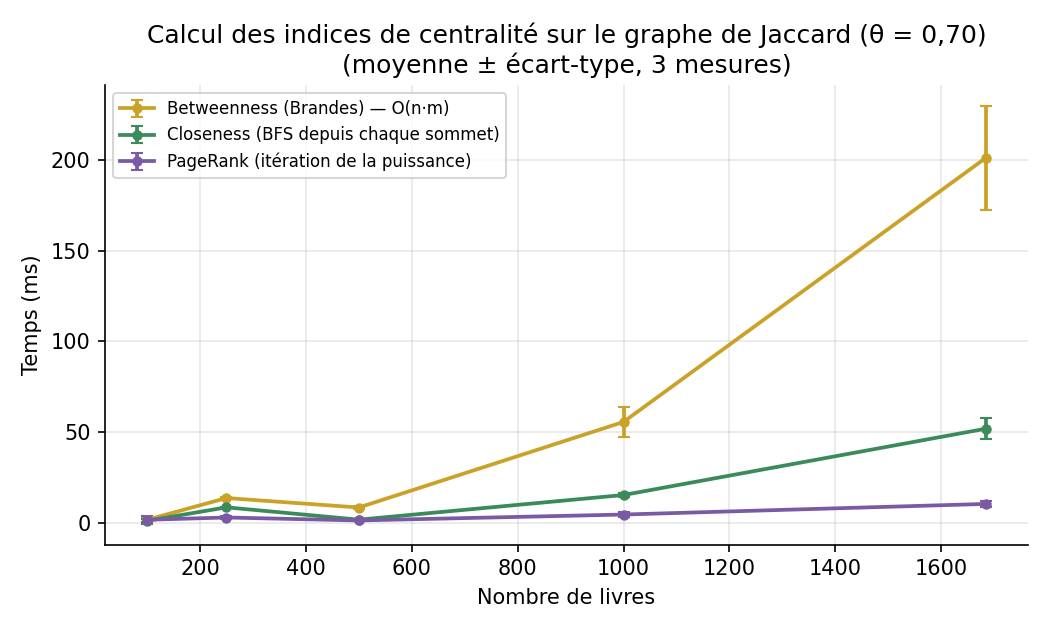 Calcul des indices de centralité sur le graphe de Jaccard (θ = 0,70)
(moyenne ± écart-type, 3 mesures)
Betweenness (Brandes) — O(n·m)
Closeness (BFS depuis chaque sommet)
PageRank (itération de la puissance)
Temps (ms)
200
150
100
50
0
200 400 600 800 1000 1200 1400 1600
Nombre de livres